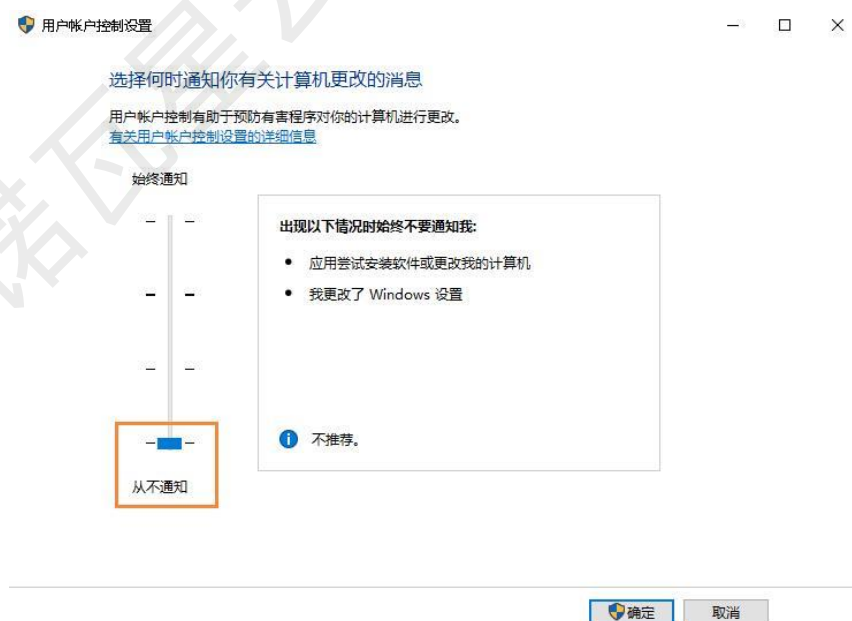 用户帐户控制设置
选择何时通知你有关计算机更改的消息
用户帐户控制有助于预防有害程序对你的计算机进行更改。
有关用户帐户控制设置的详细信息
始终通知
出现以下情况时始终不要通知我:
• 应用尝试安装软件或更改我的计算机
• 我更改了 Windows 设置
不推荐。
从不通知
确定
取消
诺瓦星云